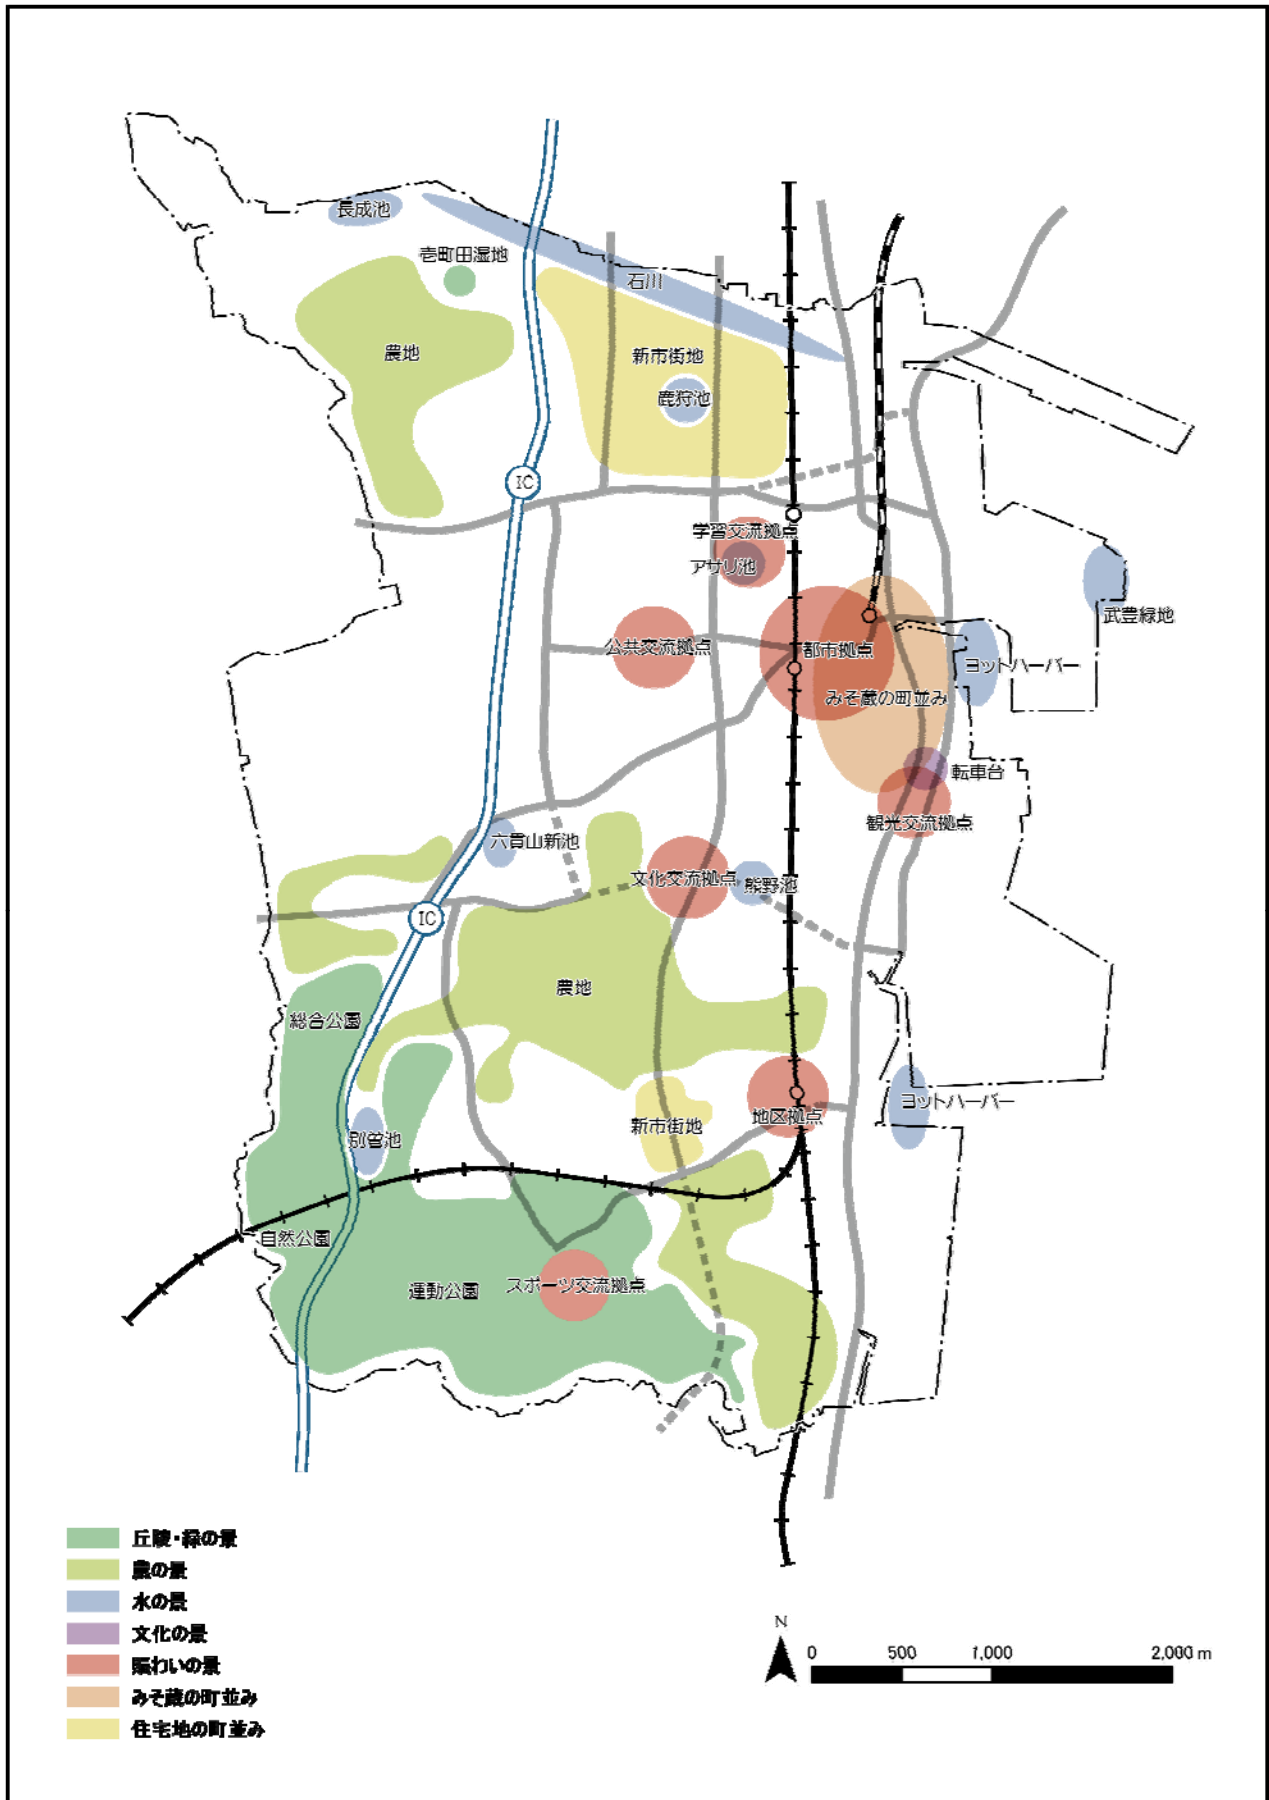 長成池
壱町田湿地
石川
農地
新市街地
鹿狩池
IC
学習交流拠点
アサリ池
武豊緑地
公共交流拠点
都市拠点
ヨットハーバー
みそ蔵の町並み
転車台
観光交流拠点
六貫山新池
文化交流拠点
熊野池
IC
農地
総合公園
ヨットハーバー
地区拠点
新市街地
別曽池
自然公園
運動公園
スポーツ交流拠点
丘陵・緑の景
農の景
水の景
文化の景
賑わいの景
みそ蔵の町並み
住宅地の町並み
N
0 500 1,000 2,000 m